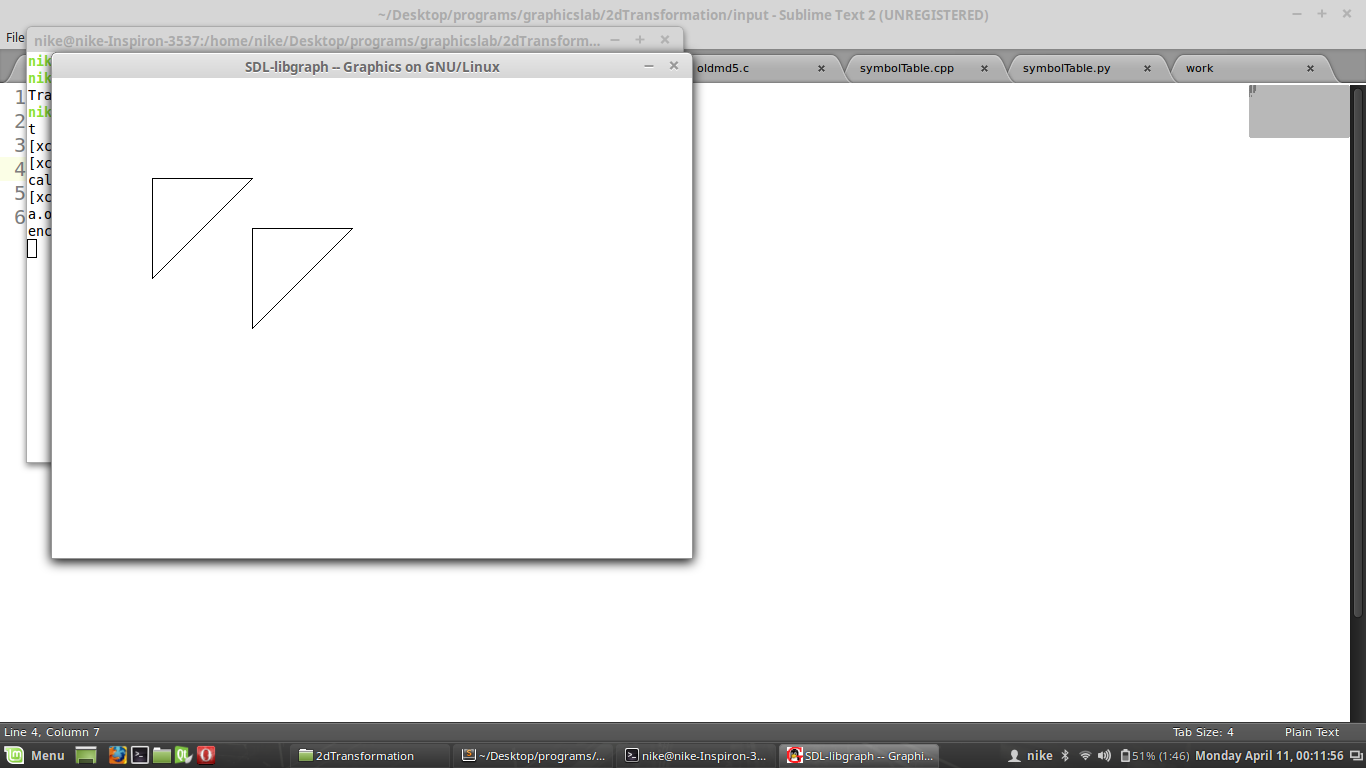 ~/Desktop/programs/graphicslab/2dTransformation/input - Sublime Text 2 (UNREGISTERED)
File
nike@nike-Inspiron-3537:/home/nike/Desktop/programs/graphicslab/2dTransform...
SDL-libgraph -- Graphics on GNU/Linux
oldmd5.c
symbolTable.cpp
symbolTable.py
work
1
2
3
4
5
6
nik
nik
Tra
nik
t
[xc
[xc
cal
[xc
a.o
enc
Line 4, Column 7
Tab Size: 4
Plain Text
Menu
2dTransformation
~/Desktop/programs/...
nike@nike-Inspiron-3...
SDL-libgraph -- Graphi...
nike
51% (1:46)
Monday April 11, 00:11:56